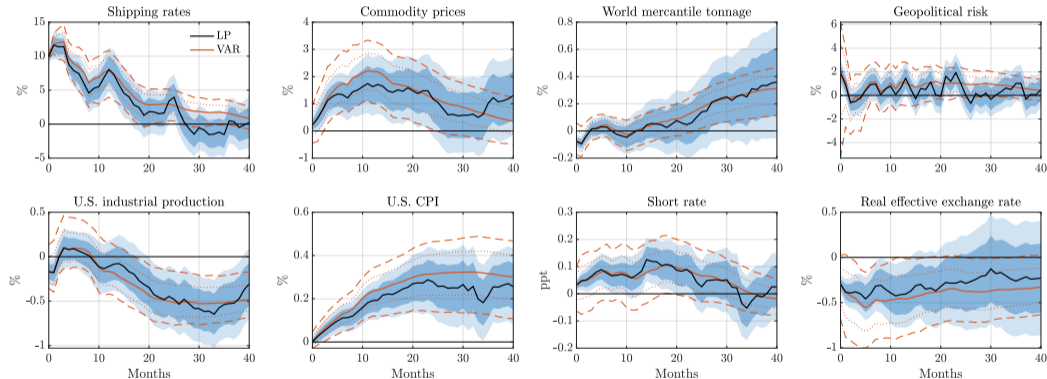 Shipping rates
15
10
5
0
-5
%
LP
VAR
0 10 20 30 40
Commodity prices
4
3
2
1
0
-1
%
0 10 20 30 40
World mercantile tonnage
0.6
0.4
0.2
0
-0.2
%
0 10 20 30 40
Geopolitical risk
6
4
2
0
-2
-4
%
0 10 20 30 40
U.S. industrial production
0.5
0
-0.5
-1
%
0 10 20 30 40
Months
U.S. CPI
0.6
0.4
0.2
0
%
0 10 20 30 40
Months
Short rate
0.3
0.2
0.1
0
-0.1
-0.2
ppt
0 10 20 30 40
Months
Real effective exchange rate
0.5
0
-0.5
-1
%
0 10 20 30 40
Months